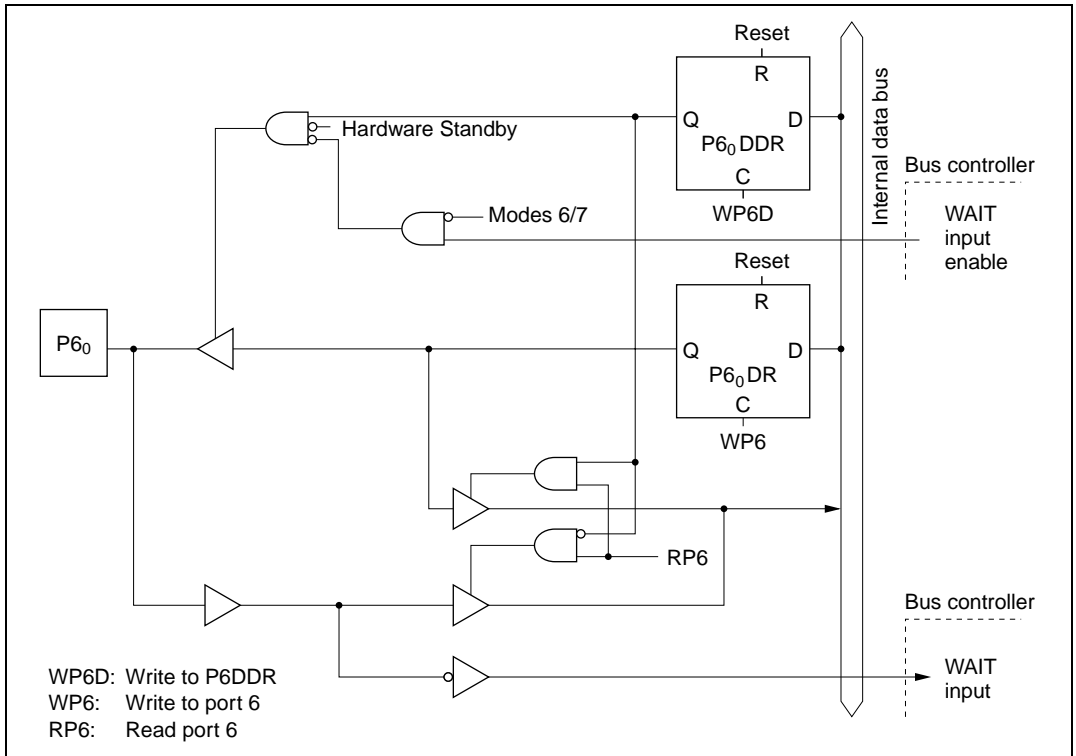 Reset
R
Q
D
P6₀ DDR
C
WP6D
Hardware Standby
Internal data bus
Bus controller
WAIT
input
enable
Modes 6/7
Reset
R
P6₀
Q
D
P6₀ DR
C
WP6
RP6
Bus controller
WAIT
input
WP6D: Write to P6DDR
WP6: Write to port 6
RP6: Read port 6